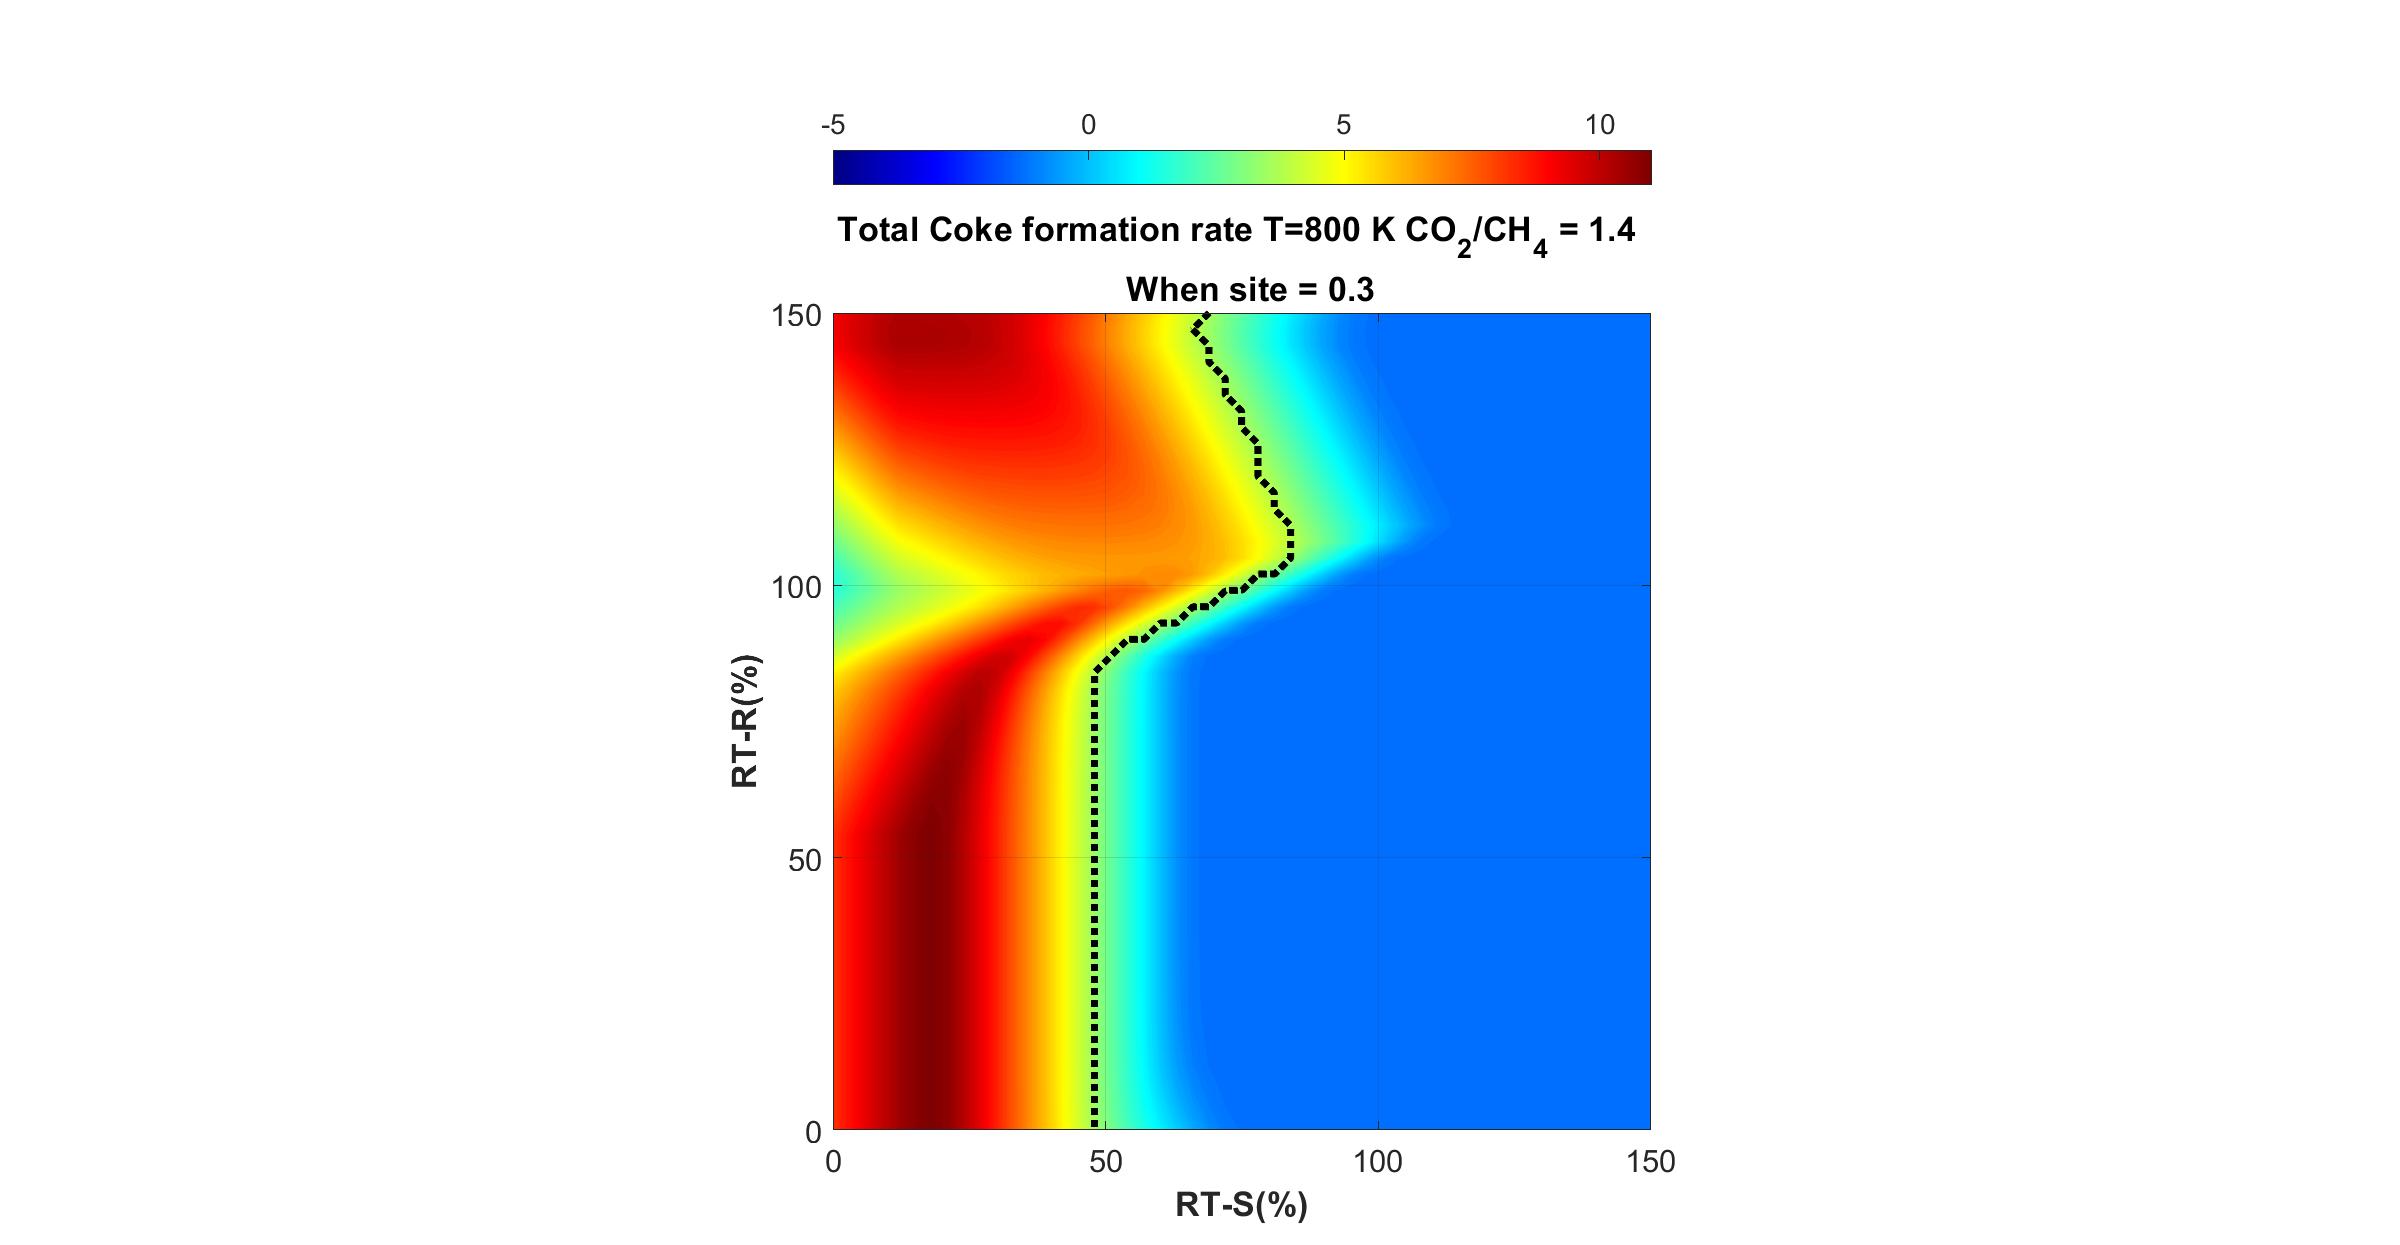 -5 0 5 10
Total Coke formation rate T=800 K CO2/CH4 = 1.4
When site = 0.3
150
100
50
0
RT-R(%)
0 50 100 150
RT-S(%)